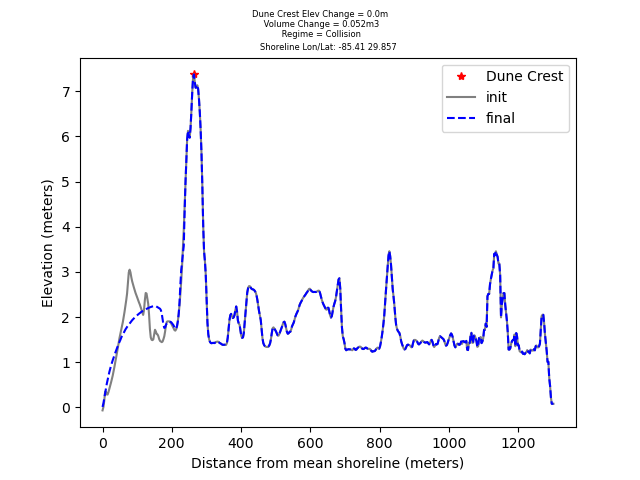 Dune Crest Elev Change = 0.0m
Volume Change = 0.052m3
Regime = Collision
Shoreline Lon/Lat: -85.41 29.857
Dune Crest
init
final
7
6
5
4
3
2
1
0
Elevation (meters)
0 200 400 600 800 1000 1200
Distance from mean shoreline (meters)